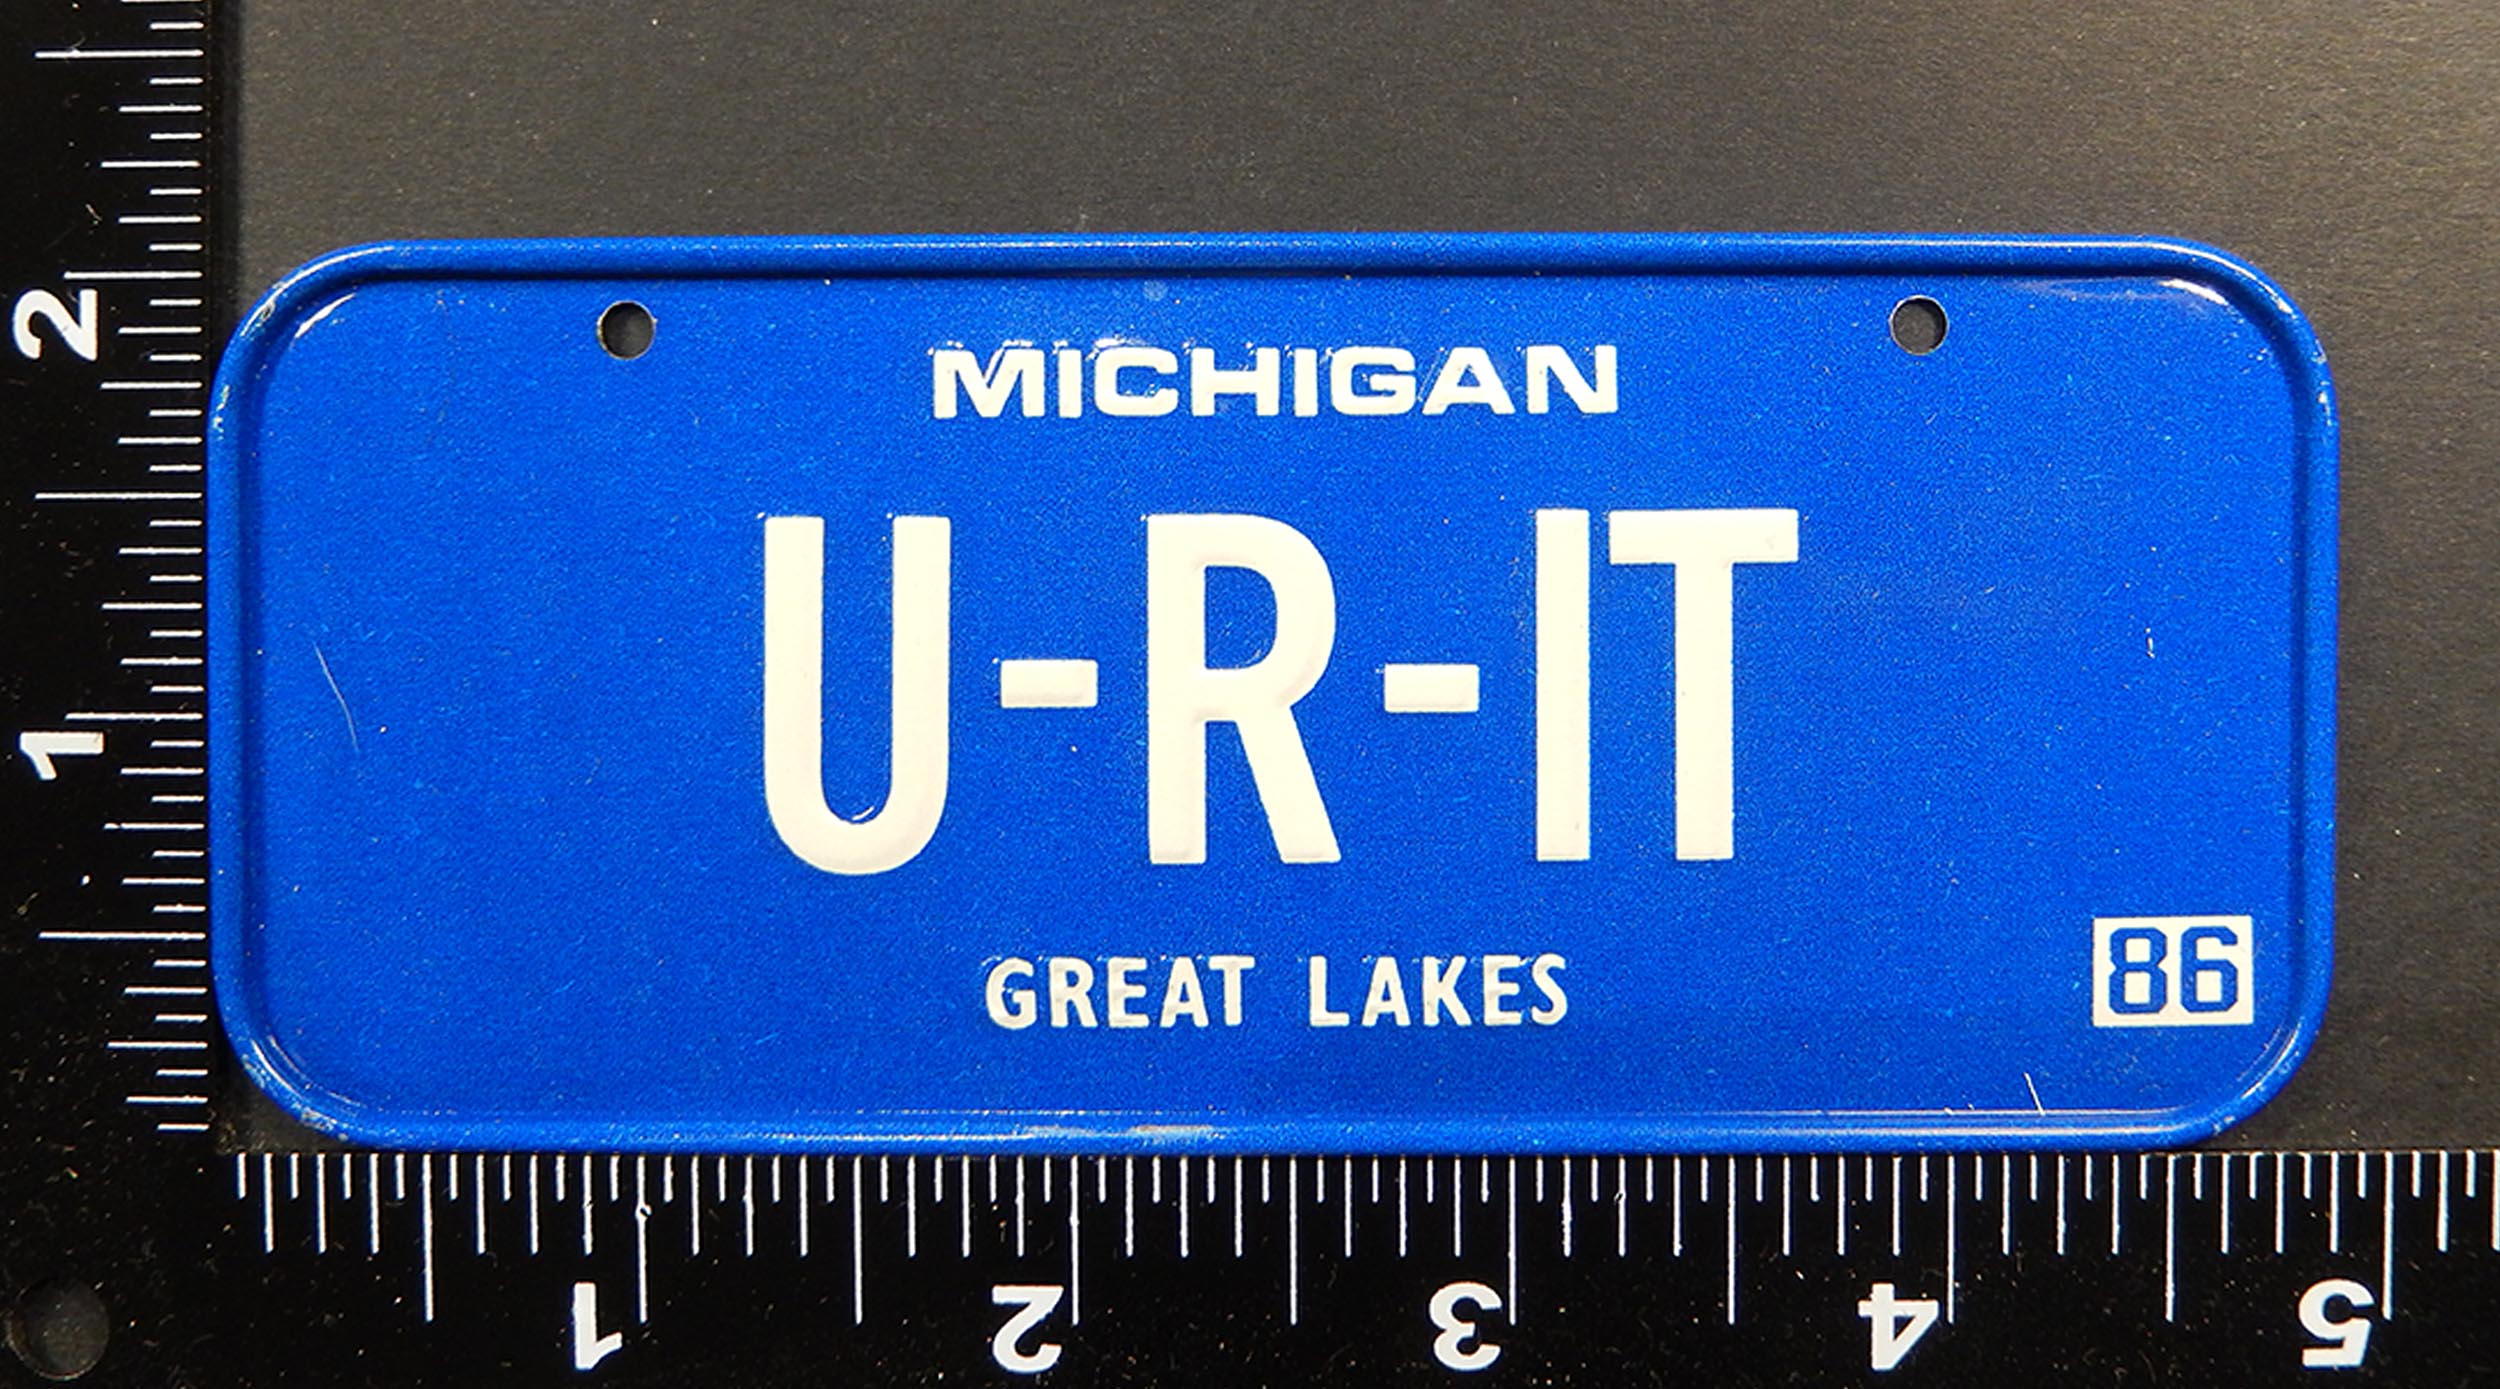 MICHIGAN
U-R-IT
GREAT LAKES
86
2
1
1 2 3 4 5